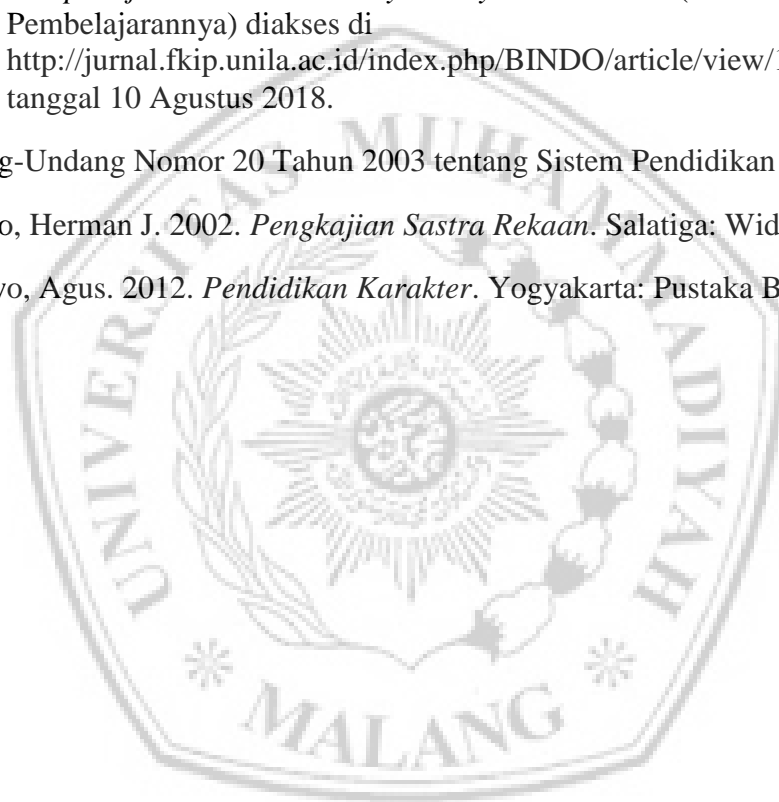 Pembelajarannya) diakses di
http://jurnal.fkip.unila.ac.id/index.php/BINDO/article/view/
tanggal 10 Agustus 2018.
g-Undang Nomor 20 Tahun 2003 tentang Sistem Pendidikan
o, Herman J. 2002. Pengkajian Sastra Rekaan. Salatiga: Wid
vo, Agus. 2012. Pendidikan Karakter. Yogyakarta: Pustaka B
UNIVERSITAS MUHAMMADIYAH
MALANG